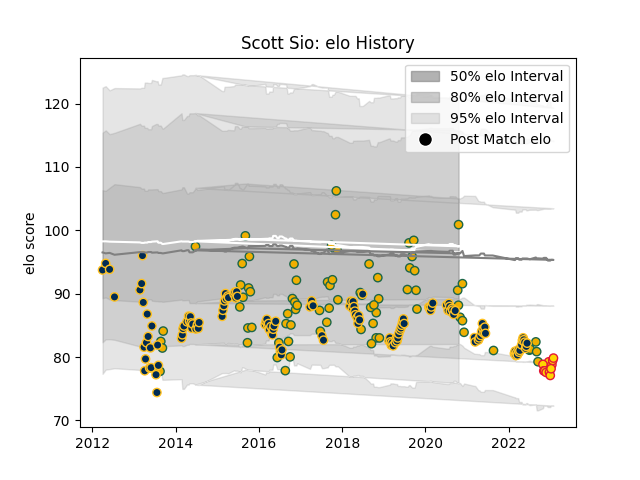 Scott Sio: elo History
50% elo Interval
80% elo Interval
95% elo Interval
Post Match elo
elo score
120
110
100
90
80
70
2012
2014
2016
2018
2020
2022